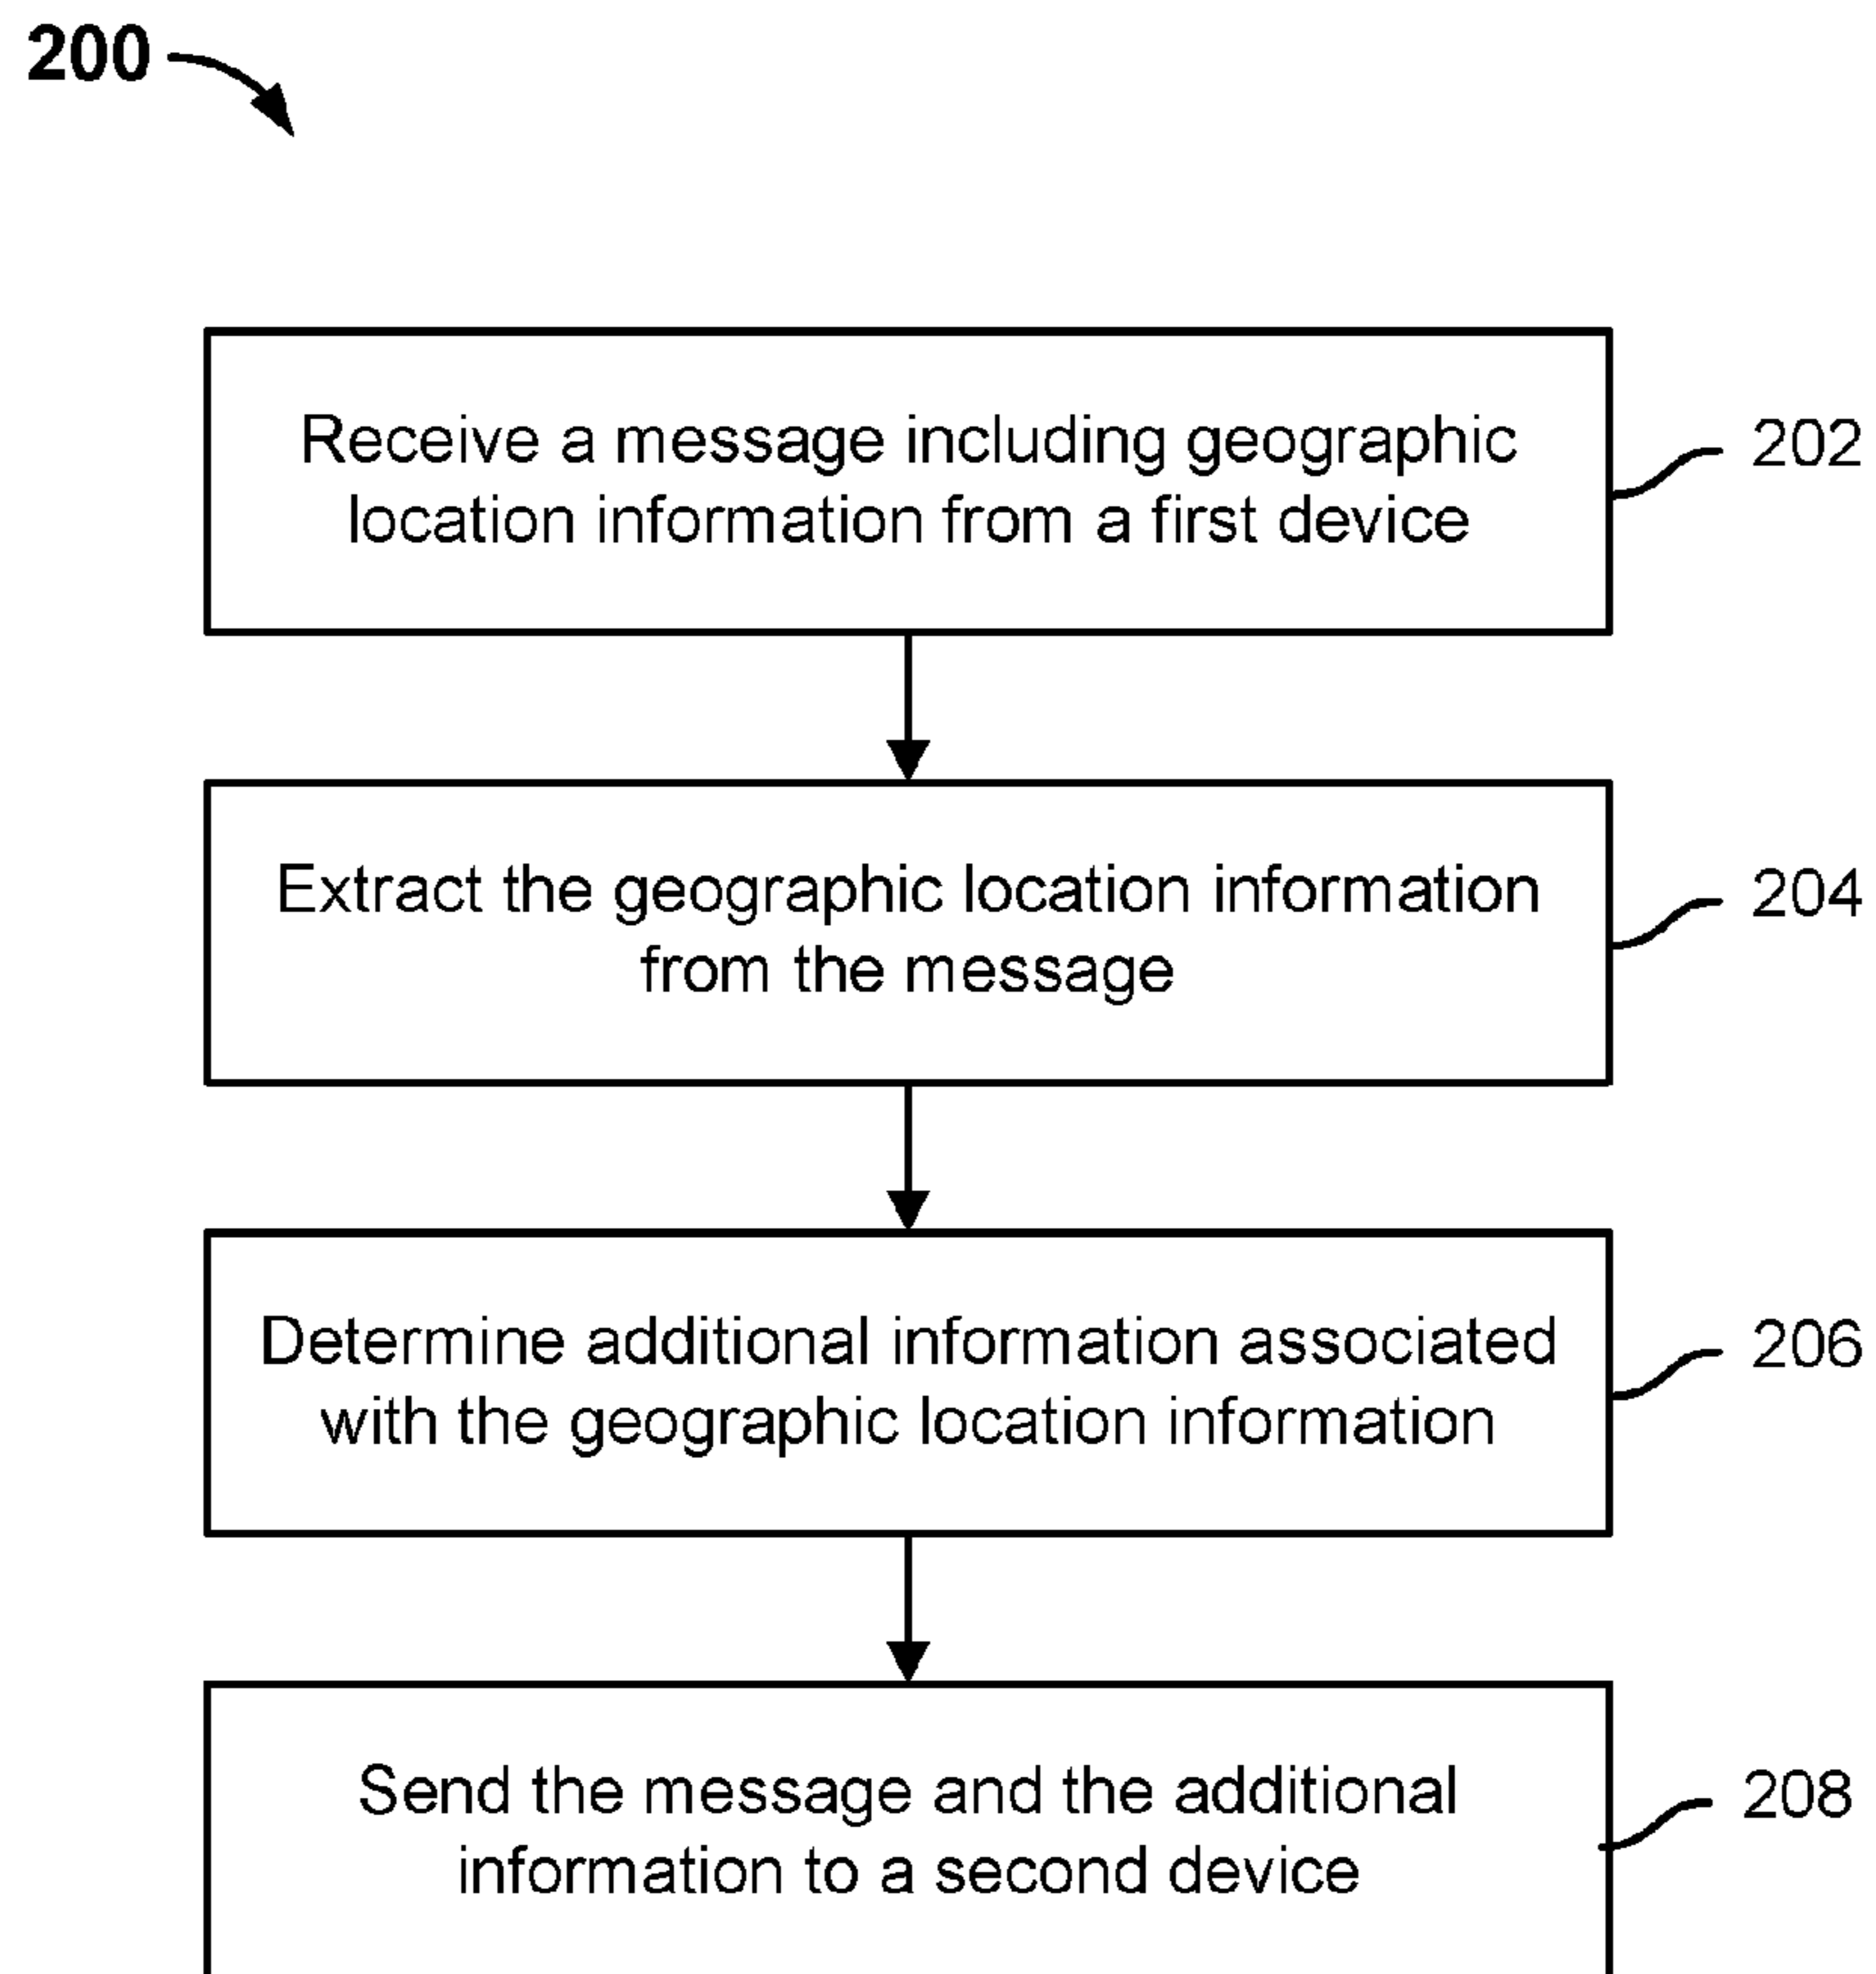 200
Receive a message including geographic
location information from a first device
202
Extract the geographic location information
from the message
204
Determine additional information associated
with the geographic location information
206
Send the message and the additional
information to a second device
208